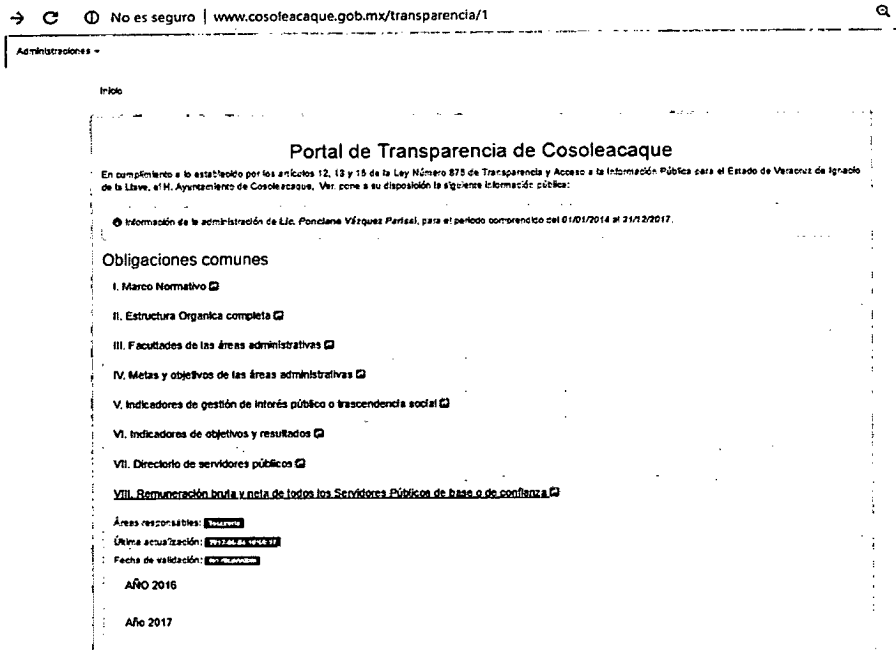 No es seguro | www.cosoleacaque.gob.mx/transparencia/1
Administraciones
Inicio
Portal de Transparencia de Cosoleacaque
En cumplimiento a lo establecido por los artículos 12, 13 y 15 de la Ley Número 875 de Transparencia y Acceso a la Información Pública para el Estado de Veracruz de Ignacio
de la Llave, el H. Ayuntamiento de Cosoleacaque, Ver. pone a su disposición la siguiente información pública:
Información de la administración de Lic. Ponciano Vázquez Parissi, para el periodo comprendido del 01/01/2014 al 31/12/2017.
Obligaciones comunes
I. Marco Normativo
II. Estructura Organica completa
III. Facultades de las áreas administrativas
IV. Metas y objetivos de las áreas administrativas
V. Indicadores de gestión de interés público o trascendencia social
VI. Indicadores de objetivos y resultados
VII. Directorio de servidores públicos
VIII. Remuneración bruta y neta de todos los Servidores Públicos de base o de confianza
Áreas responsables: Tesorería
Última actualización:
Fecha de validación:
AÑO 2016
Año 2017